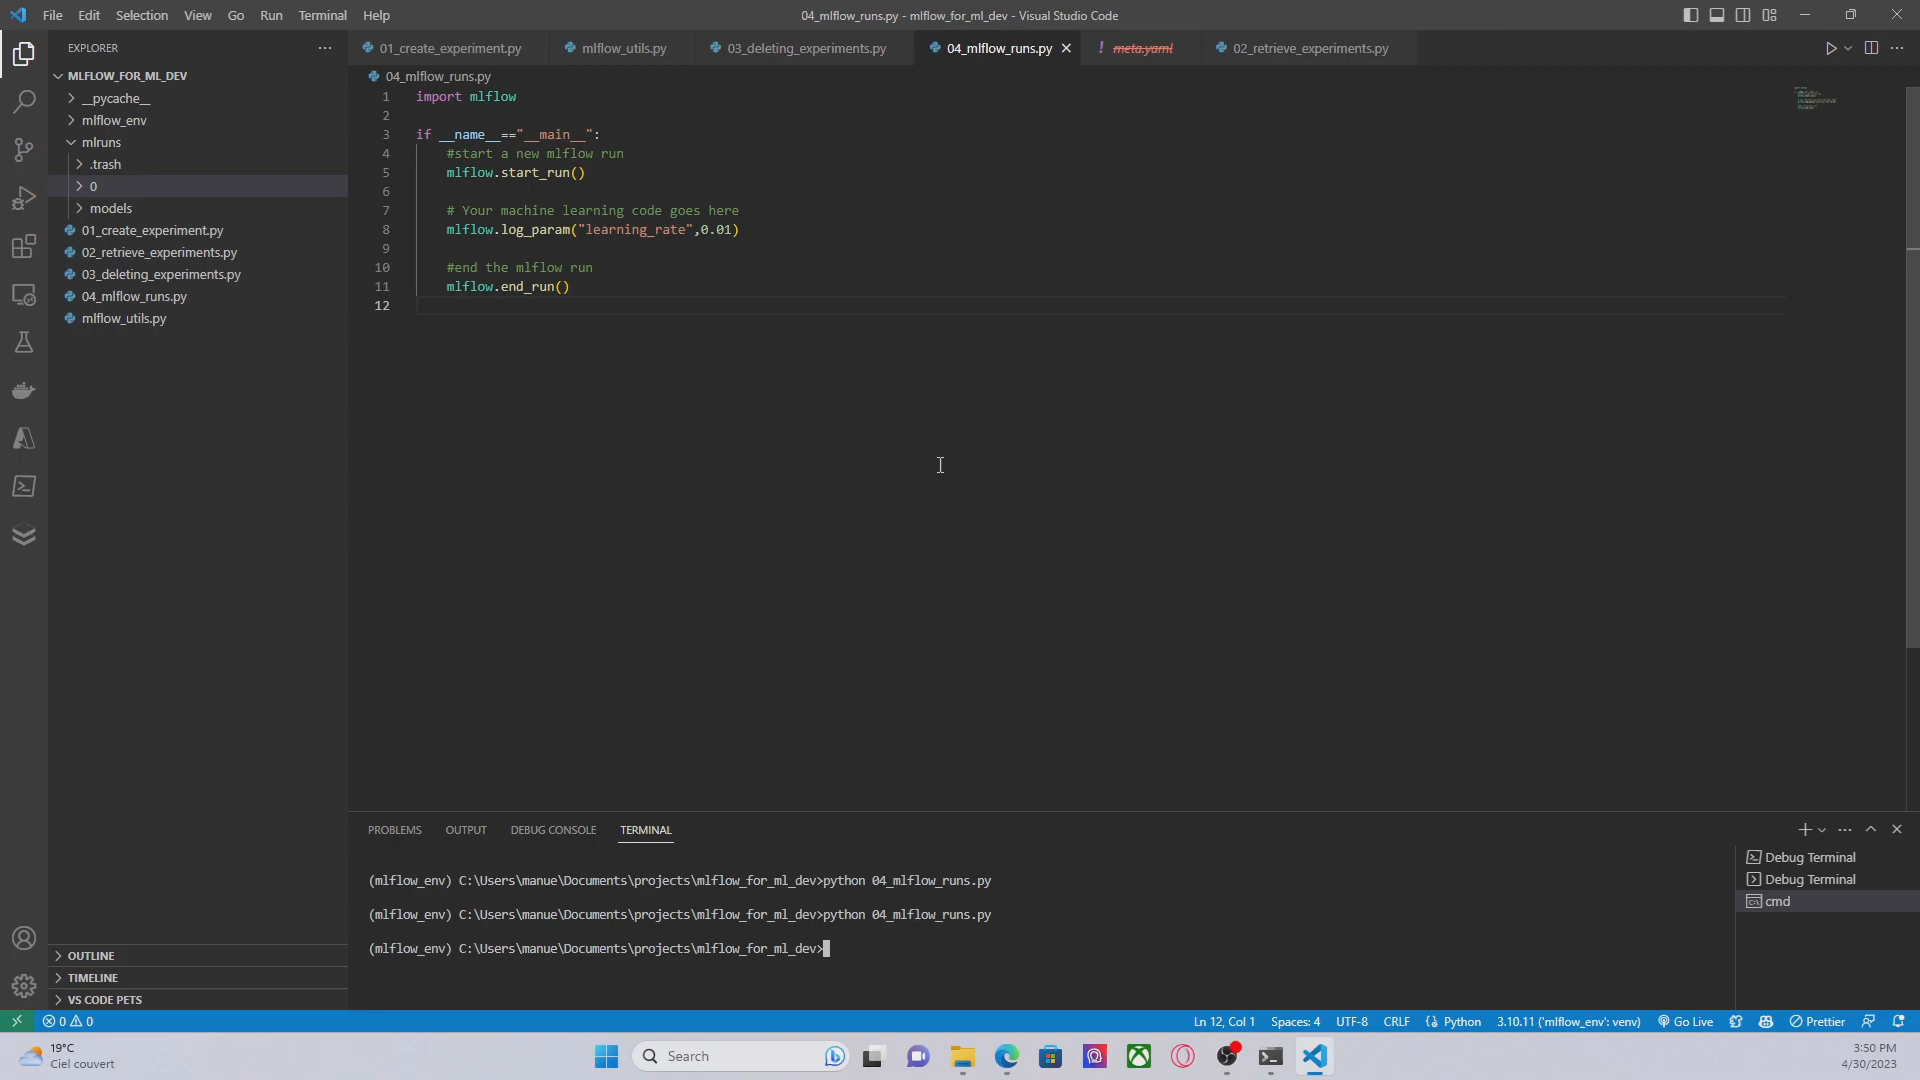 File Edit Selection View Go Run Terminal Help
04_mlflow_runs.py - mlflow_for_ml_dev - Visual Studio Code
EXPLORER
MLFLOW_FOR_ML_DEV
__pycache__
mlflow_env
mlruns
.trash
0
models
01_create_experiment.py
02_retrieve_experiments.py
03_deleting_experiments.py
04_mlflow_runs.py
mlflow_utils.py
OUTLINE
TIMELINE
VS CODE PETS
01_create_experiment.py mlflow_utils.py 03_deleting_experiments.py 04_mlflow_runs.py ! meta.yaml 02_retrieve_experiments.py
04_mlflow_runs.py
1 import mlflow
2
3 if __name__=="__main__":
4 #start a new mlflow run
5 mlflow.start_run()
6
7 # Your machine learning code goes here
8 mlflow.log_param("learning_rate",0.01)
9
10 #end the mlflow run
11 mlflow.end_run()
12
PROBLEMS OUTPUT DEBUG CONSOLE TERMINAL
(mlflow_env) C:\Users\manue\Documents\projects\mlflow_for_ml_dev>python 04_mlflow_runs.py
(mlflow_env) C:\Users\manue\Documents\projects\mlflow_for_ml_dev>python 04_mlflow_runs.py
(mlflow_env) C:\Users\manue\Documents\projects\mlflow_for_ml_dev>
Debug Terminal
Debug Terminal
cmd
0 0 Ln 12, Col 1 Spaces: 4 UTF-8 CRLF Python 3.10.11 ('mlflow_env': venv) Go Live Prettier
19°C
Ciel couvert
Search
3:50 PM
4/30/2023